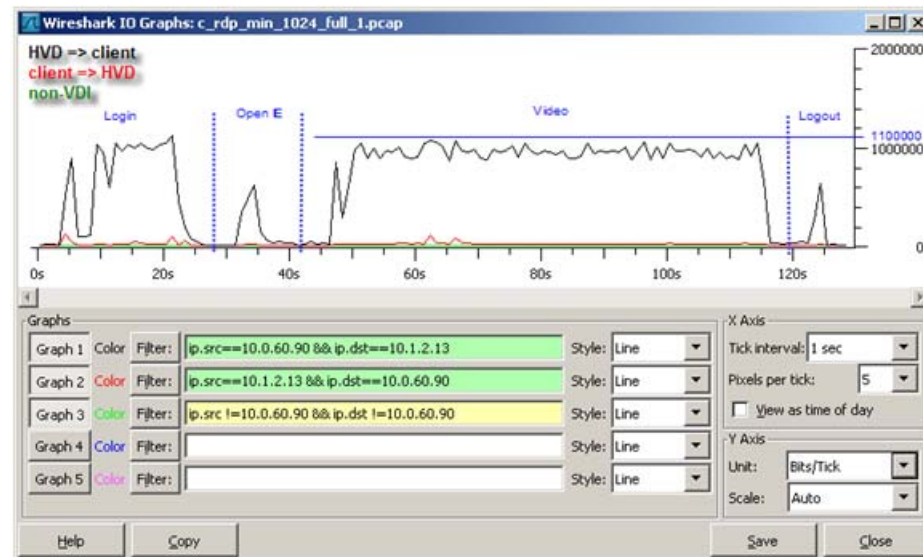 Wireshark IO Graphs: c_rdp_min_1024_full_1.pcap
HVD => client
client => HVD
non-VDI
Login
Open E
Video
Logout
2000000
1100000
1000000
0
0s 20s 40s 60s 80s 100s 120s
Graphs
Graph 1 Color Filter: ip.src==10.0.60.90 && ip.dst==10.1.2.13 Style: Line
Graph 2 Color Filter: ip.src==10.1.2.13 && ip.dst==10.0.60.90 Style: Line
Graph 3 Color Filter: ip.src !=10.0.60.90 && ip.dst !=10.0.60.90 Style: Line
Graph 4 Color Filter: Style: Line
Graph 5 Color Filter: Style: Line
X Axis
Tick interval: 1 sec
Pixels per tick: 5
View as time of day
Y Axis
Unit: Bits/Tick
Scale: Auto
Help Copy Save Close